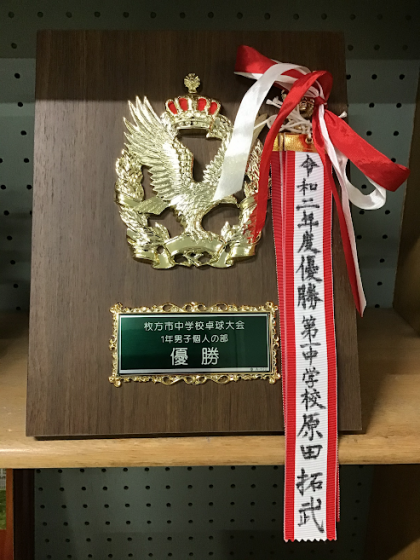 枚方市中学校卓球大会
1年男子個人の部
優勝
令和二年度優勝 第一中学校 原田拓武